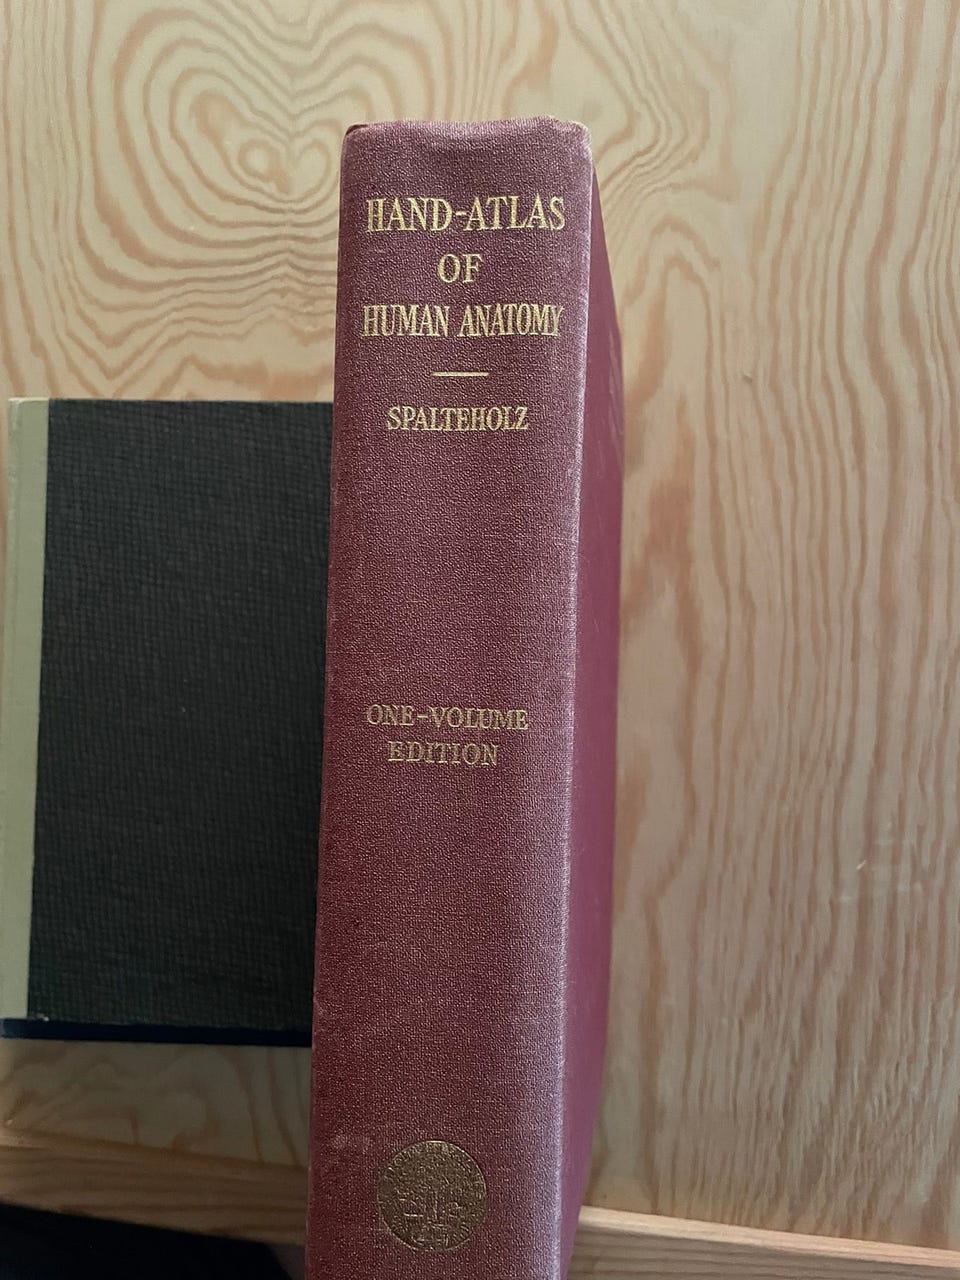 HAND-ATLAS
OF
HUMAN ANATOMY
SPALTEHOLZ
ONE-VOLUME
EDITION